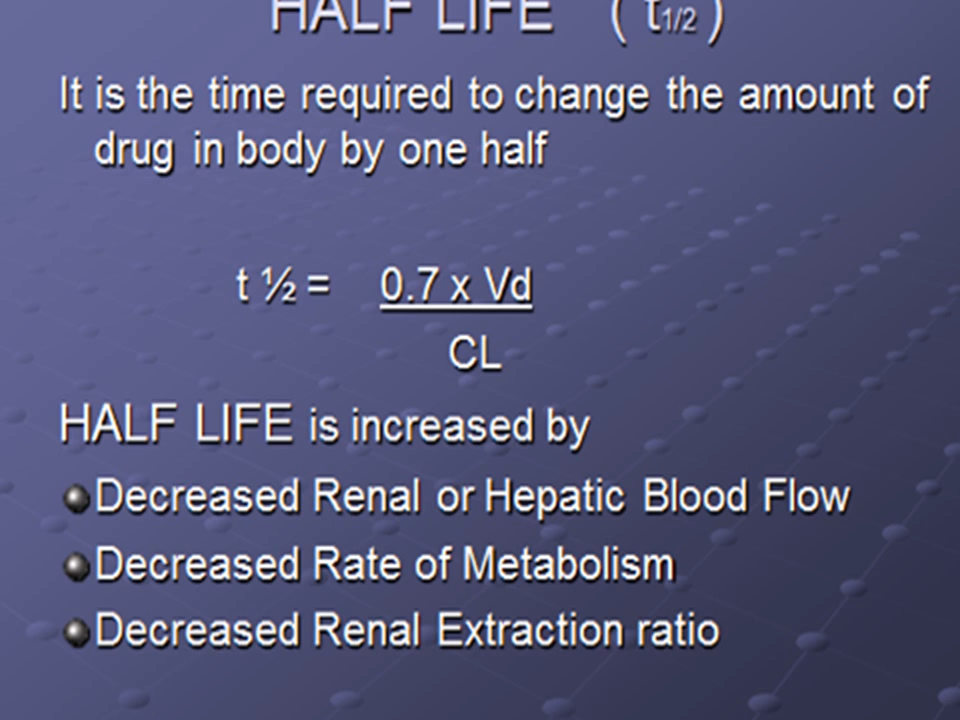 HALF LIFE ( t1/2 )
It is the time required to change the amount of
drug in body by one half
t ½ = 0.7 x Vd
CL
HALF LIFE is increased by
Decreased Renal or Hepatic Blood Flow
Decreased Rate of Metabolism
Decreased Renal Extraction ratio